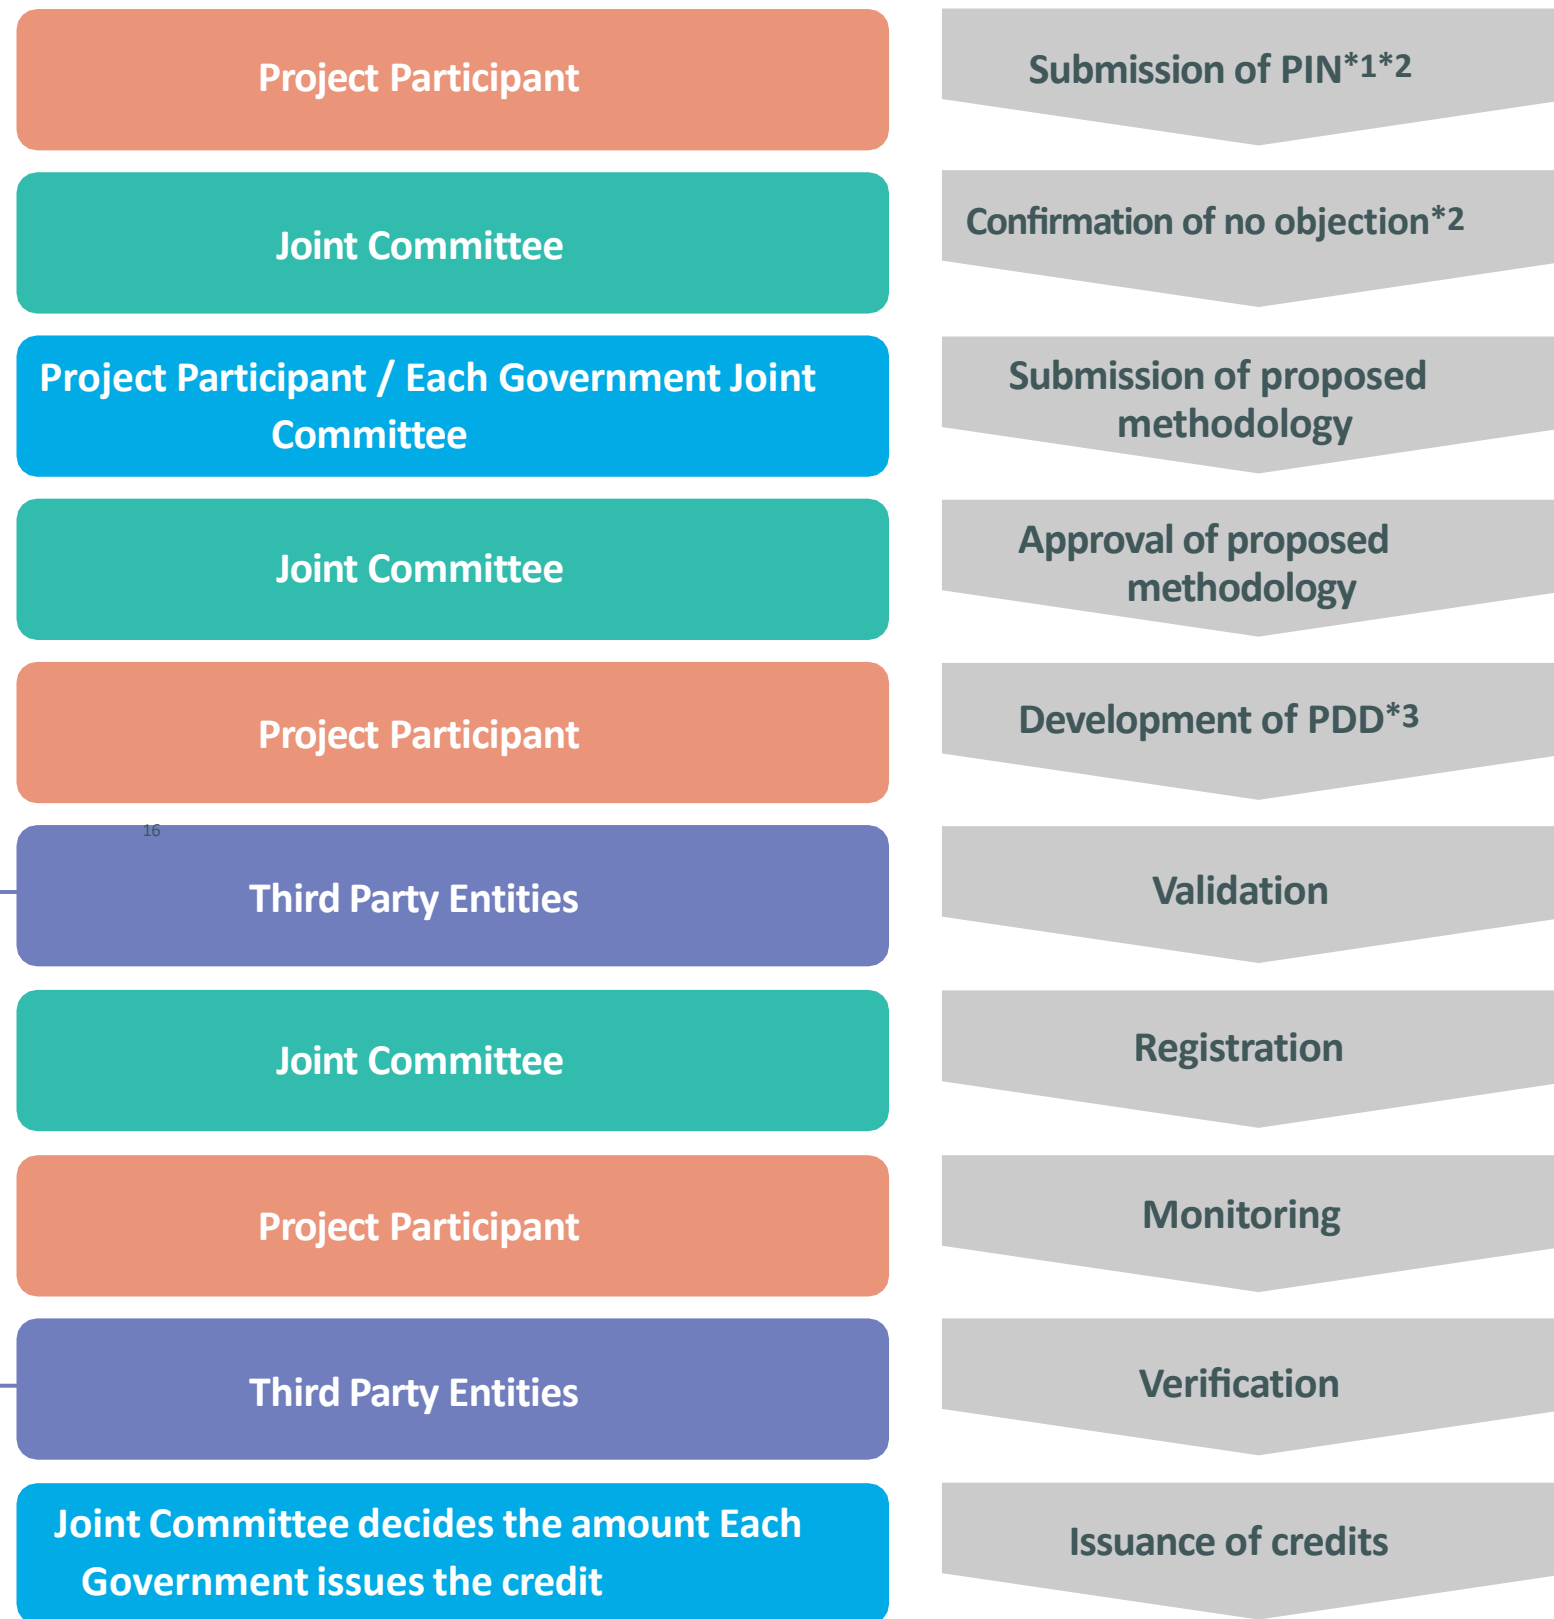 Project Participant
Submission of PIN*1*2
Joint Committee
Confirmation of no objection*2
Project Participant / Each Government Joint
Committee
Submission of proposed
methodology
Joint Committee
Approval of proposed
methodology
Project Participant
Development of PDD*3
16
Third Party Entities
Validation
Joint Committee
Registration
Project Participant
Monitoring
Third Party Entities
Verification
Joint Committee decides the amount Each
Government issues the credit
Issuance of credits